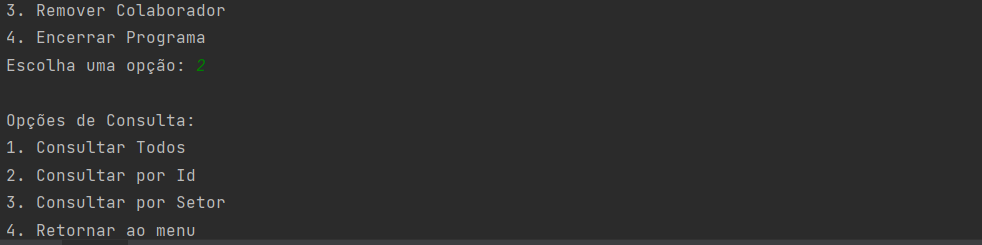 3. Remover Colaborador
4. Encerrar Programa
Escolha uma opção: 2
Opções de Consulta:
1. Consultar Todos
2. Consultar por Id
3. Consultar por Setor
4. Retornar ao menu